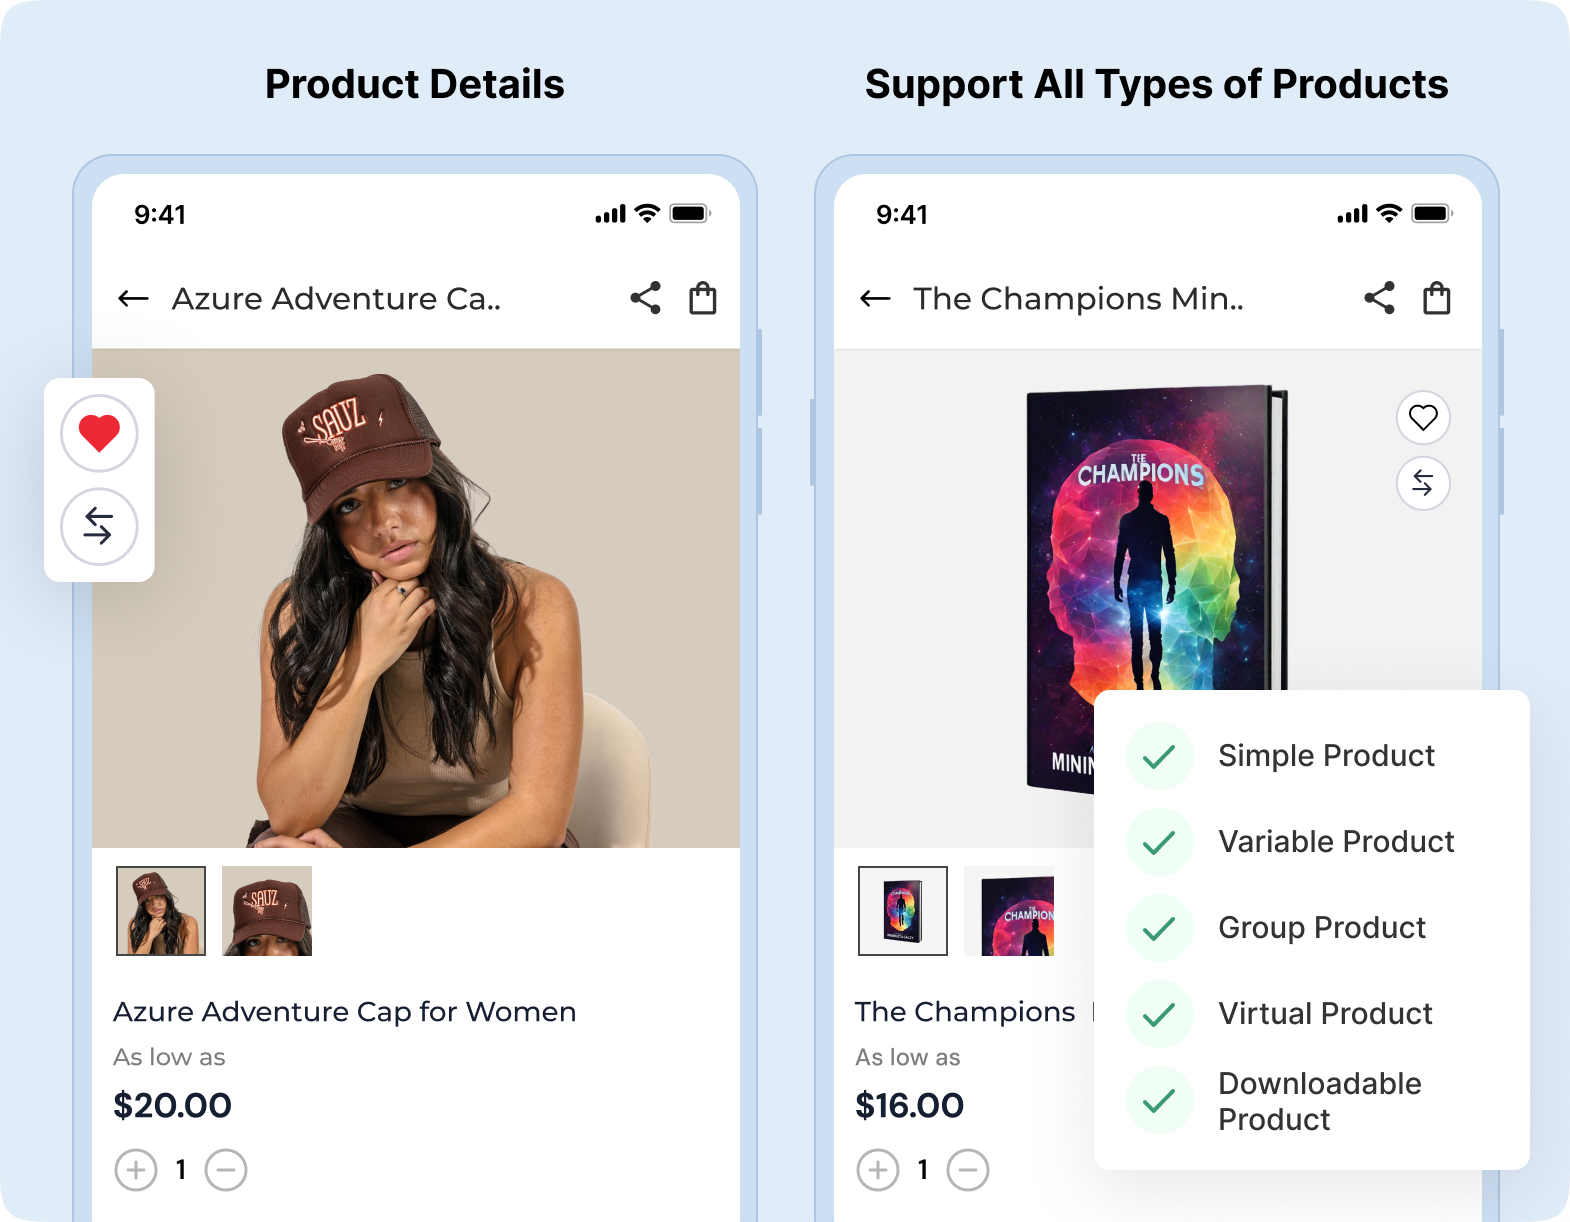 Product Details
Support All Types of Products
9:41
Azure Adventure Ca..
SAUZ
SAUZ
Azure Adventure Cap for Women
As low as
$20.00
1
9:41
The Champions Min..
THE
CHAMPIONS
THE
CHAMPION
The Champions
As low as
$16.00
1
Simple Product
Variable Product
Group Product
Virtual Product
Downloadable
Product